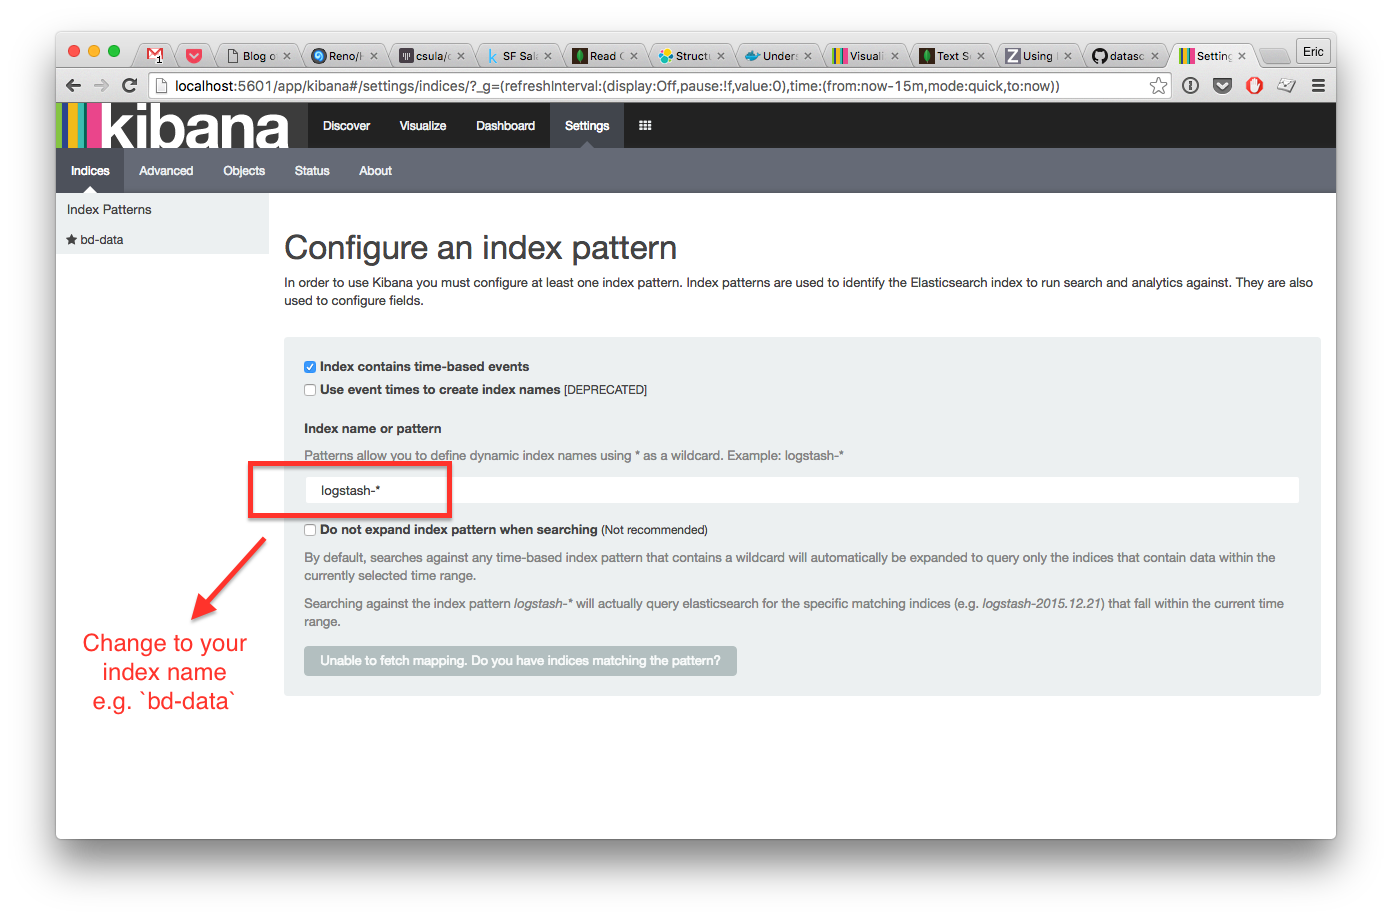 1
Blog o
Reno/
csula/
SF Sal
Read
Struct
Unders
Visuali
Text S
Using
datasc
Setting
Eric
localhost:5601/app/kibana#/settings/indices/?_g=(refreshInterval:(display:Off,pause:!f,value:0),time:(from:now-15m,mode:quick,to:now))
kibana
Discover
Visualize
Dashboard
Settings
Indices
Advanced
Objects
Status
About
Index Patterns
bd-data
Configure an index pattern
In order to use Kibana you must configure at least one index pattern. Index patterns are used to identify the Elasticsearch index to run search and analytics against. They are also
used to configure fields.
Index contains time-based events
Use event times to create index names [DEPRECATED]
Index name or pattern
Patterns allow you to define dynamic index names using * as a wildcard. Example: logstash-*
logstash-*
Do not expand index pattern when searching (Not recommended)
By default, searches against any time-based index pattern that contains a wildcard will automatically be expanded to query only the indices that contain data within the
currently selected time range.
Searching against the index pattern logstash-* will actually query elasticsearch for the specific matching indices (e.g. logstash-2015.12.21) that fall within the current time
range.
Unable to fetch mapping. Do you have indices matching the pattern?
Change to your
index name
e.g. `bd-data`